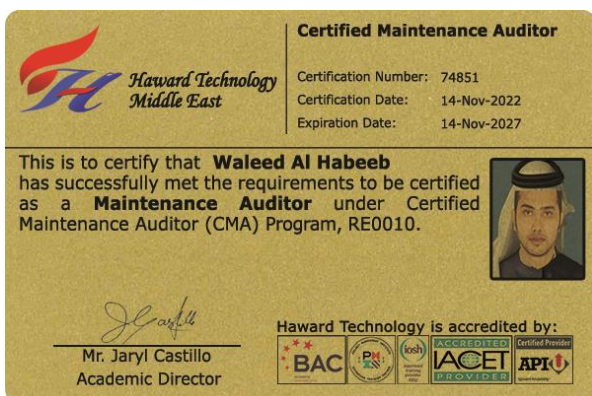 Certified Maintenance Auditor
Haward Technology
Middle East
Certification Number: 74851
Certification Date: 14-Nov-2022
Expiration Date: 14-Nov-2027
This is to certify that Waleed Al Habeeb
has successfully met the requirements to be certified
as a Maintenance Auditor under Certified
Maintenance Auditor (CMA) Program, RE0010.
Mr. Jaryl Castillo
Academic Director
Haward Technology is accredited by:
BAC
iosh
ACCREDITED
IACET
PROVIDER
Certified Provider
API